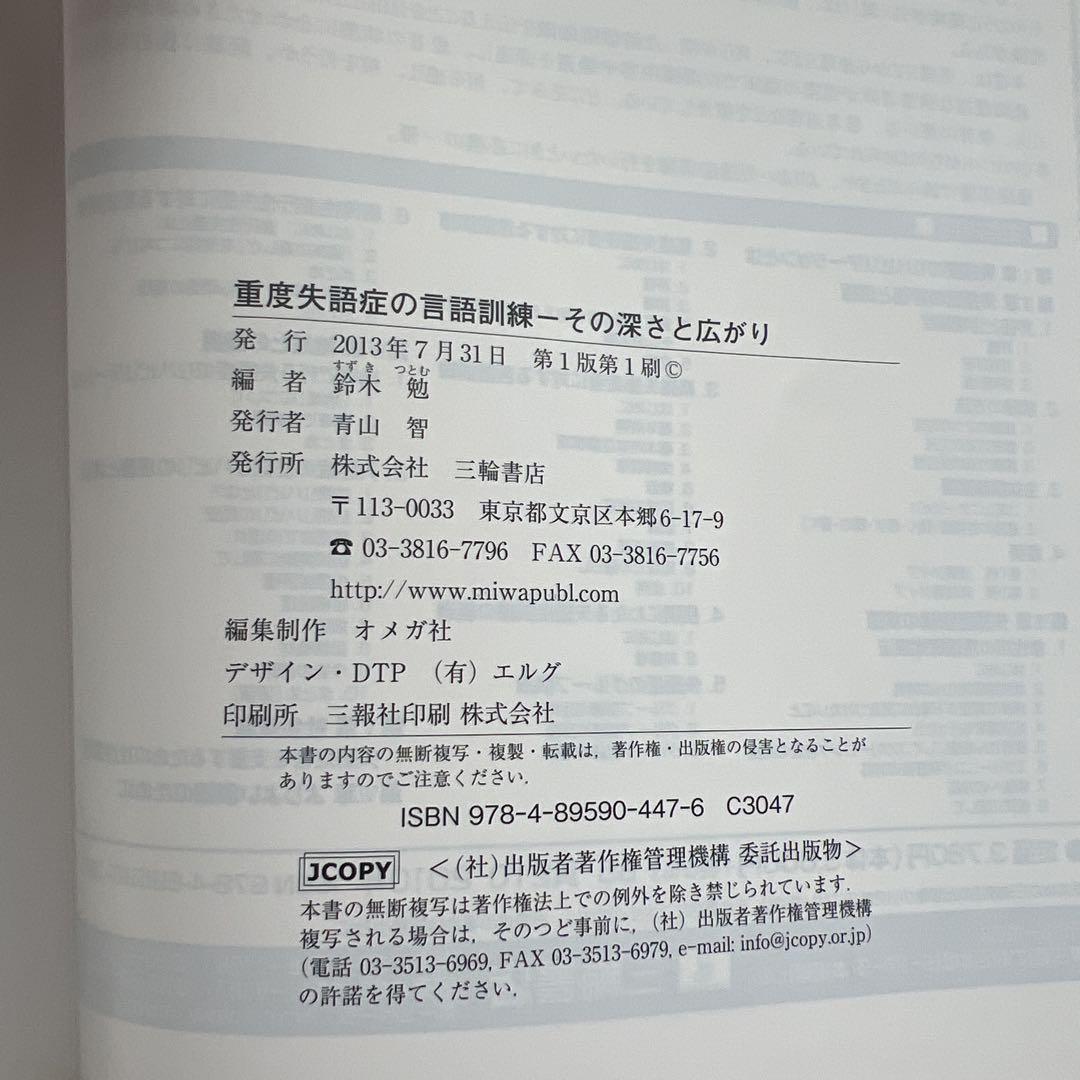 重度失語症の言語訓練ーその深さと広がり
発　行　2013年7月31日　第1版第1刷Ⓒ
すずき　つとむ
編　者　鈴木　勉
発行者　青山　智
発行所　株式会社　三輪書店
〒113-0033　東京都文京区本郷6-17-9
☎ 03-3816-7796　FAX 03-3816-7756
http://www.miwapubl.com
編集制作　オメガ社
デザイン・DTP　（有）エルグ
印刷所　三報社印刷 株式会社
本書の内容の無断複写・複製・転載は，著作権・出版権の侵害となることが
ありますのでご注意ください．
ISBN 978-4-89590-447-6　C3047
JCOPY　＜(社)出版者著作権管理機構 委託出版物＞
本書の無断複写は著作権法上での例外を除き禁じられています．
複写される場合は，そのつど事前に，(社) 出版者著作権管理機構
(電話 03-3513-6969, FAX 03-3513-6979, e-mail: info@jcopy.or.jp)
の許諾を得てください．